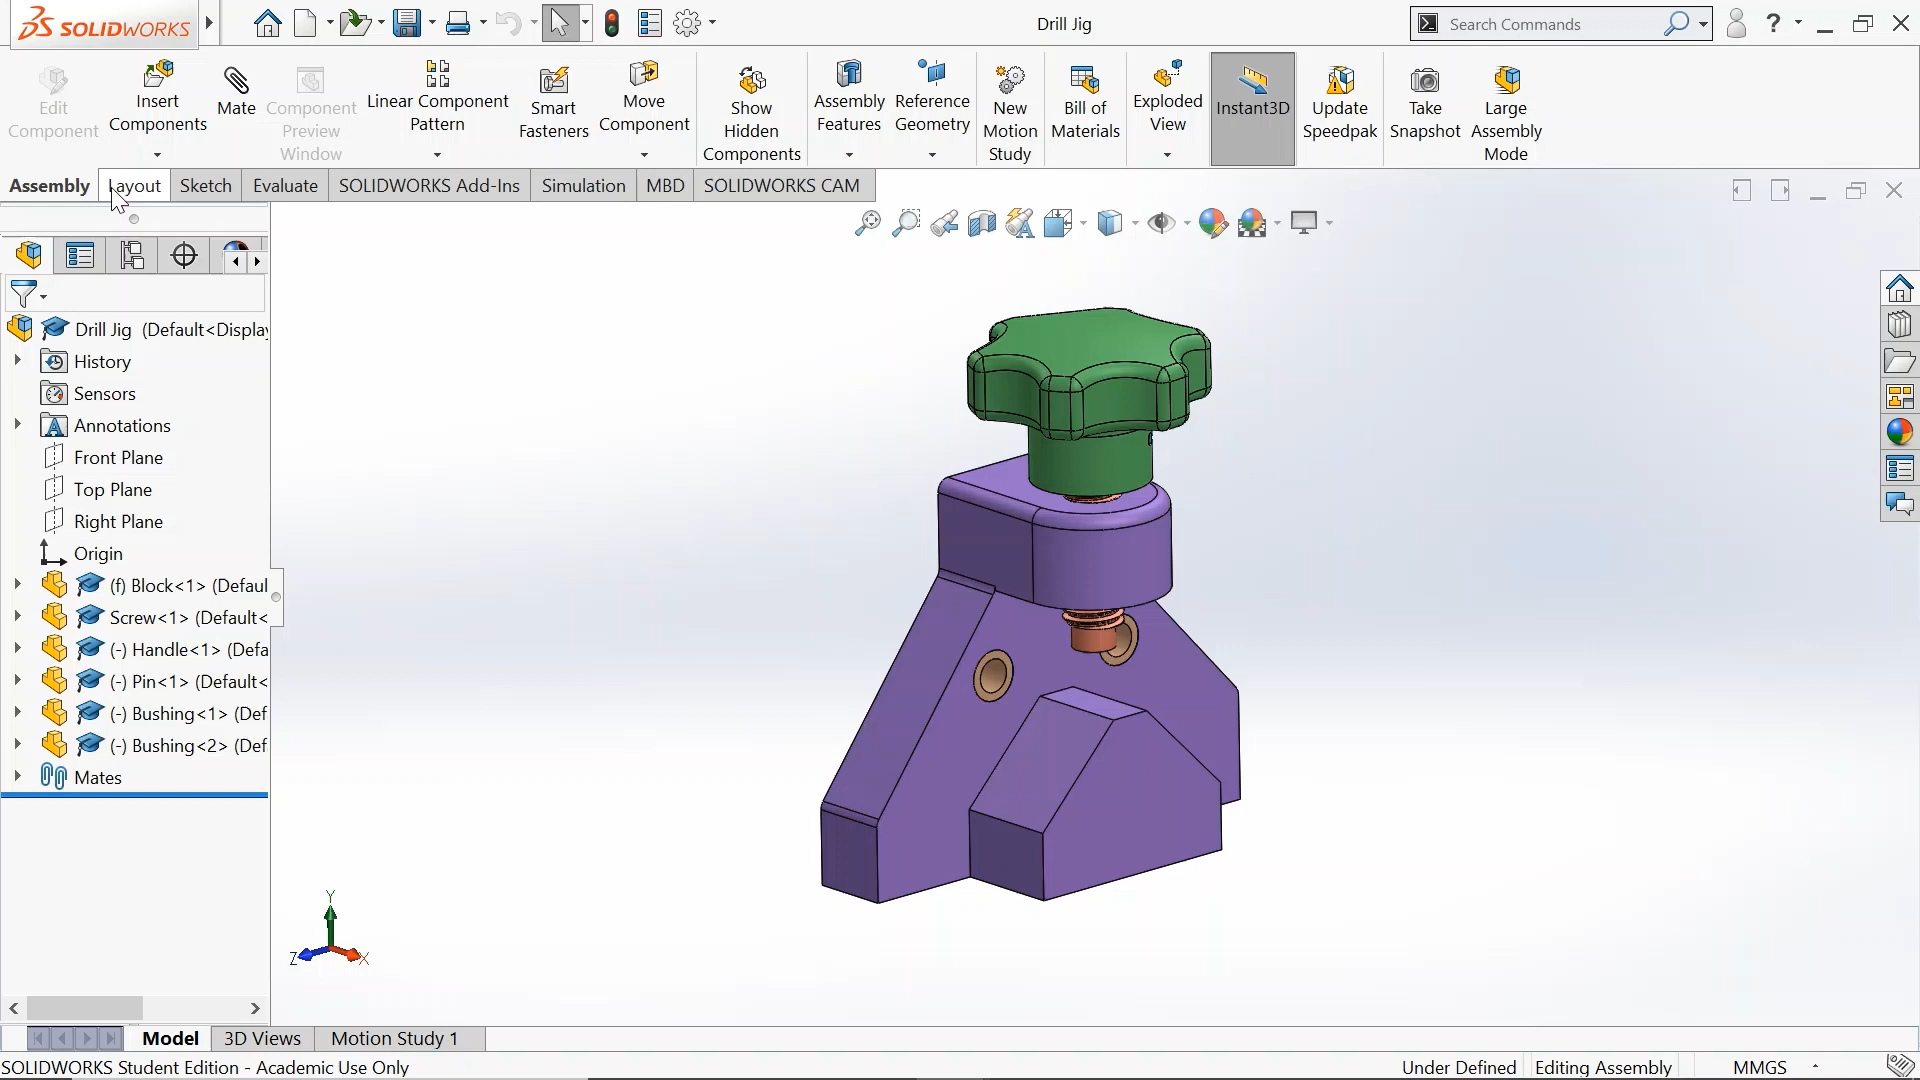 SOLIDWORKS
Drill Jig
Search Commands
?
Edit Component
Insert Components
Mate
Component Preview Window
Linear Component Pattern
Smart Fasteners
Move Component
Show Hidden Components
Assembly Features
Reference Geometry
New Motion Study
Bill of Materials
Exploded View
Instant3D
Update Speedpak
Take Snapshot
Large Assembly Mode
Assembly
Layout
Sketch
Evaluate
SOLIDWORKS Add-Ins
Simulation
MBD
SOLIDWORKS CAM
Drill Jig (Default<Display
History
Sensors
Annotations
Front Plane
Top Plane
Right Plane
Origin
(f) Block<1> (Defaul
Screw<1> (Default<
(-) Handle<1> (Defa
(-) Pin<1> (Default<
(-) Bushing<1> (Def
(-) Bushing<2> (Def
Mates
Y
Z
X
Model
3D Views
Motion Study 1
SOLIDWORKS Student Edition - Academic Use Only
Under Defined
Editing Assembly
MMGS